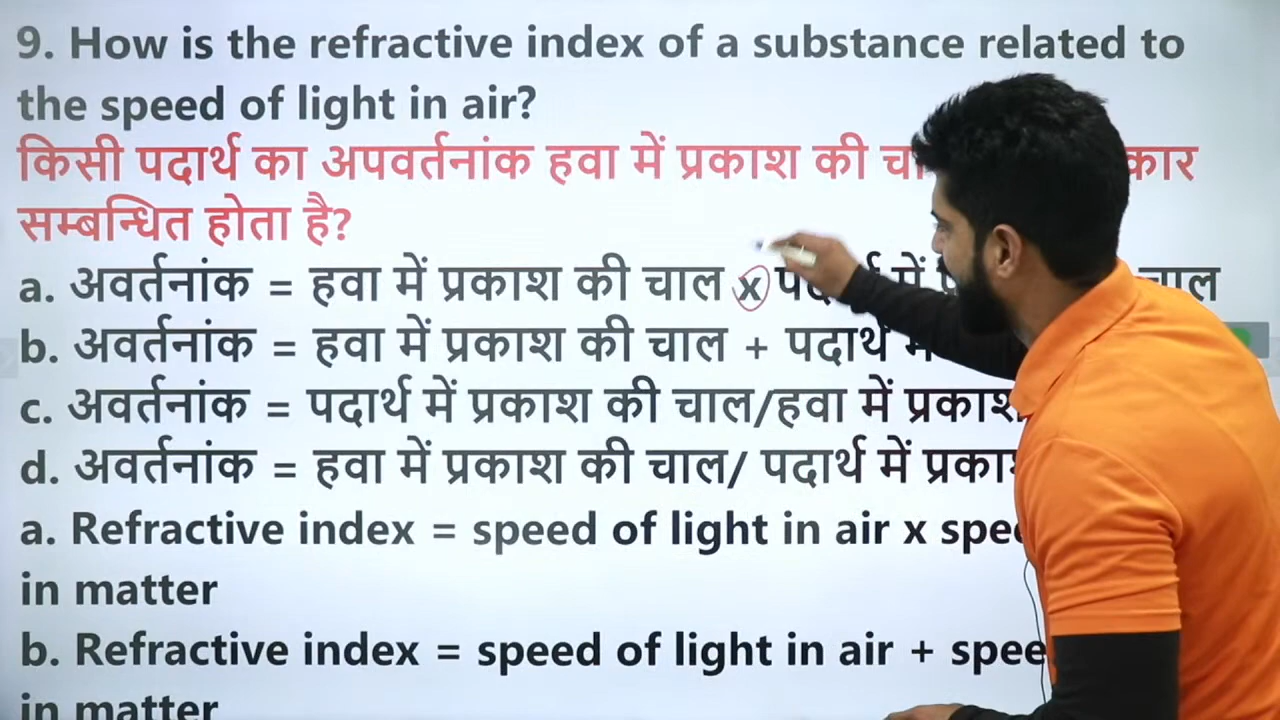 9. How is the refractive index of a substance related to
the speed of light in air?
किसी पदार्थ का अपवर्तनांक हवा में प्रकाश की
सम्बन्धित होता है?
a. अवर्तनांक = हवा में प्रकाश की चाल x में चाल
b. अवर्तनांक = हवा में प्रकाश की चाल + पदार्थ
c. अवर्तनांक = पदार्थ में प्रकाश की चाल/हवा में प्रकाश
d. अवर्तनांक = हवा में प्रकाश की चाल/ पदार्थ में
a. Refractive index = speed of light in air x
in matter
b. Refractive index = speed of light in air +
in matter